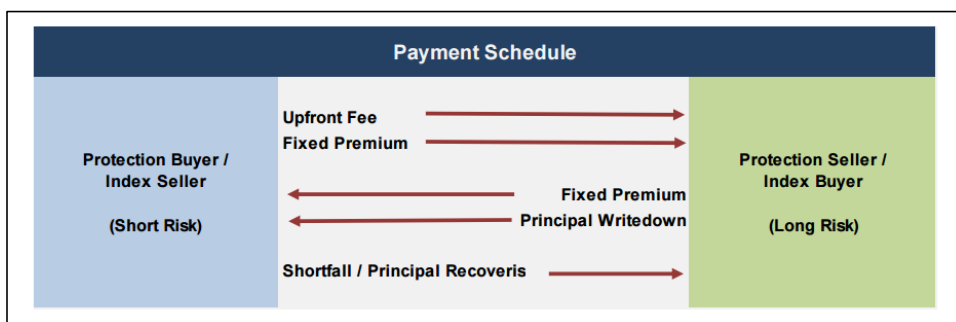 Payment Schedule
Protection Buyer /
Index Seller
(Short Risk)
Upfront Fee
Fixed Premium
Fixed Premium
Principal Writedown
Shortfall / Principal Recoveris
Protection Seller /
Index Buyer
(Long Risk)